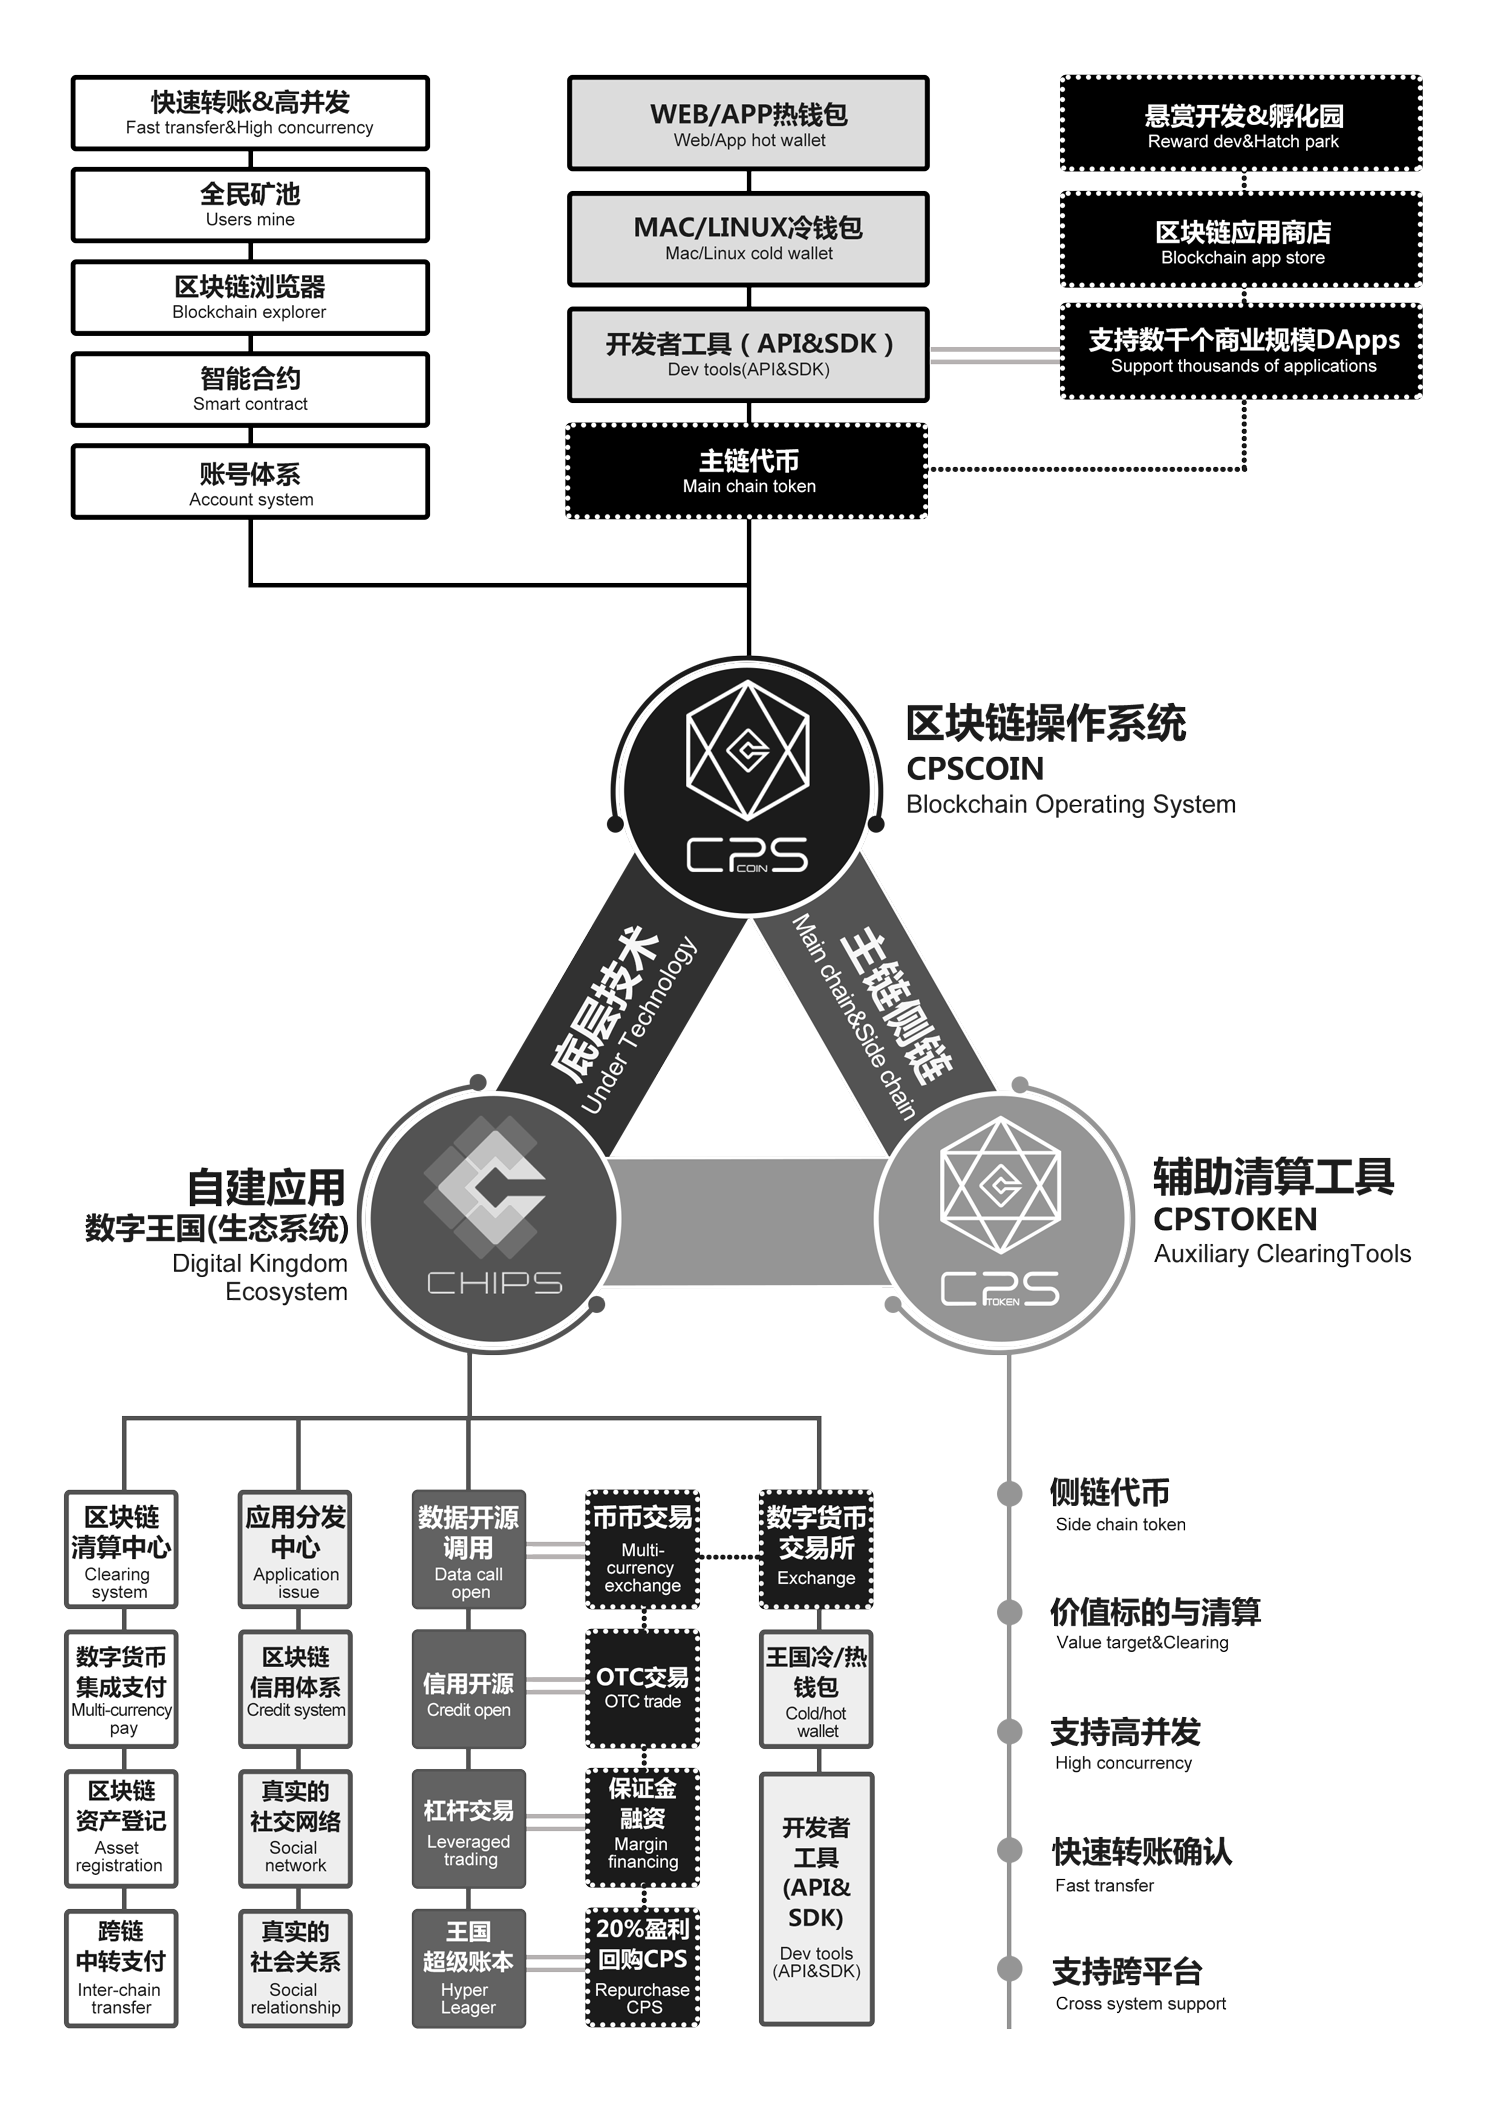 快速转账&高并发
Fast transfer&High concurrency
全民矿池
Users mine
区块链浏览器
Blockchain explorer
智能合约
Smart contract
账号体系
Account system
WEB/APP热钱包
Web/App hot wallet
MAC/LINUX冷钱包
Mac/Linux cold wallet
开发者工具（API&SDK）
Dev tools(API&SDK)
主链代币
Main chain token
悬赏开发&孵化园
Reward dev&Hatch park
区块链应用商店
Blockchain app store
支持数千个商业规模DApps
Support thousands of applications
CPS
COIN
区块链操作系统
CPSCOIN
Blockchain Operating System
底层技术
Under Technology
主链侧链
Main chain&Side chain
自建应用
数字王国(生态系统)
Digital Kingdom
Ecosystem
CHIPS
CPS
TOKEN
辅助清算工具
CPSTOKEN
Auxiliary ClearingTools
区块链
清算中心
Clearing
system
数字货币
集成支付
Multi-currency
pay
区块链
资产登记
Asset
registration
跨链
中转支付
Inter-chain
transfer
应用分发
中心
Application
issue
区块链
信用体系
Credit system
真实的
社交网络
Social
network
真实的
社会关系
Social
relationship
数据开源
调用
Data call
open
信用开源
Credit open
杠杆交易
Leveraged
trading
王国
超级账本
Hyper
Leager
币币交易
Multi-
currency
exchange
OTC交易
OTC trade
保证金
融资
Margin
financing
20%盈利
回购CPS
Repurchase
CPS
数字货币
交易所
Exchange
王国冷/热
钱包
Cold/hot
wallet
开发者
工具
(API&
SDK)
Dev tools
(API&SDK)
侧链代币
Side chain token
价值标的与清算
Value target&Clearing
支持高并发
High concurrency
快速转账确认
Fast transfer
支持跨平台
Cross system support